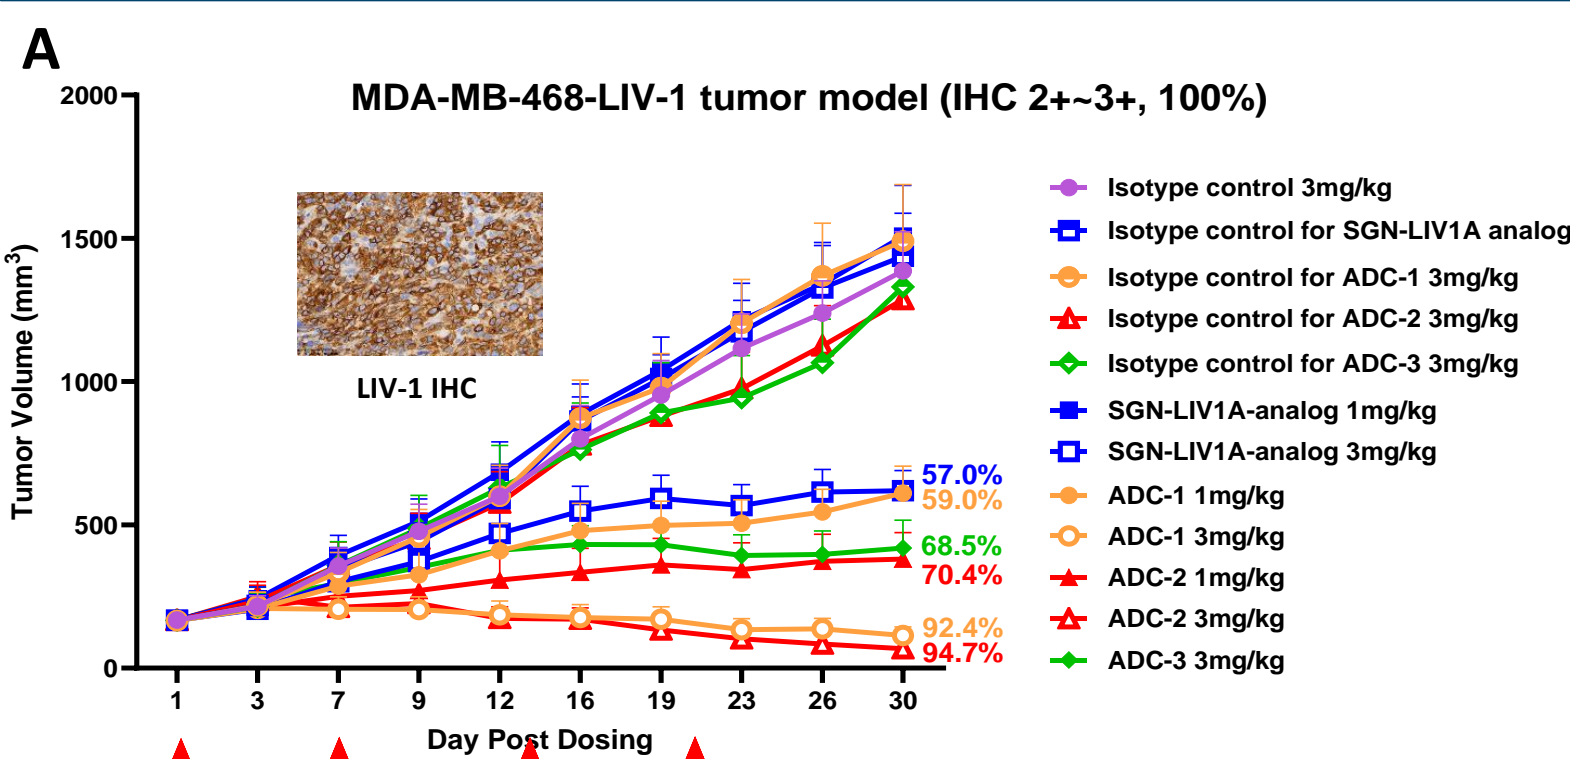 A
MDA-MB-468-LIV-1 tumor model (IHC 2+~3+, 100%)
Tumor Volume (mm³)
2000
1500
1000
500
0
LIV-1 IHC
57.0%
59.0%
68.5%
70.4%
92.4%
94.7%
1 3 7 9 12 16 19 23 26 30
Day Post Dosing
Isotype control 3mg/kg
Isotype control for SGN-LIV1A analog
Isotype control for ADC-1 3mg/kg
Isotype control for ADC-2 3mg/kg
Isotype control for ADC-3 3mg/kg
SGN-LIV1A-analog 1mg/kg
SGN-LIV1A-analog 3mg/kg
ADC-1 1mg/kg
ADC-1 3mg/kg
ADC-2 1mg/kg
ADC-2 3mg/kg
ADC-3 3mg/kg